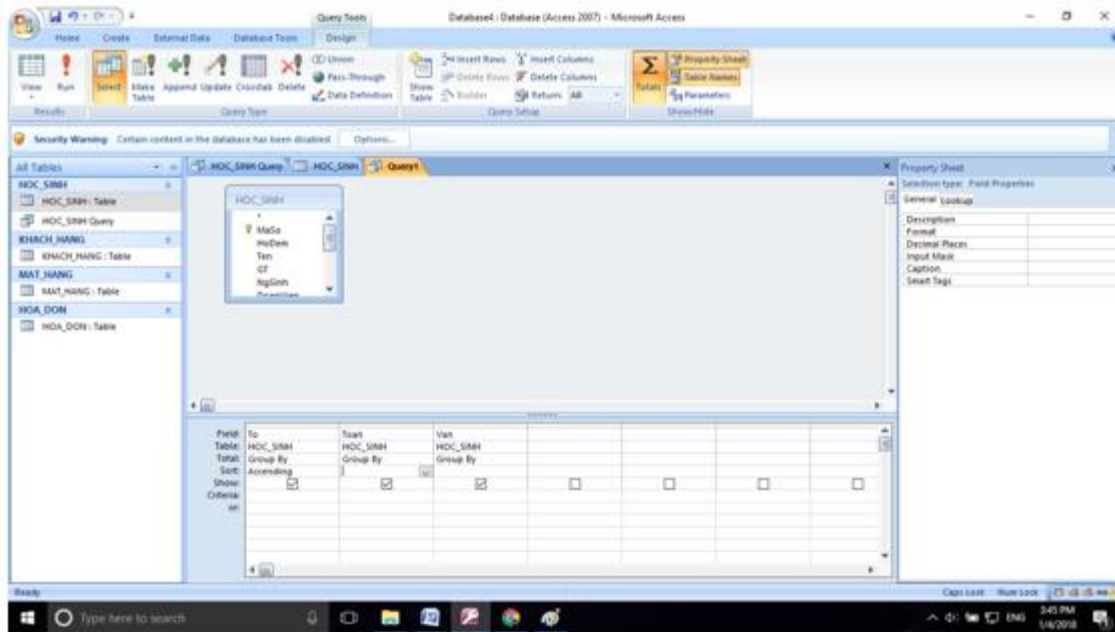 Query Tools
Database4 : Database (Access 2007) - Microsoft Access
Home Create External Data Database Tools Design
View Run Select Make Table Append Update Crosstab Delete
Union
Pass-Through
Data Definition
Show Table
Insert Rows
Delete Rows
Builder
Insert Columns
Delete Columns
Return: All
Totals
Property Sheet
Table Names
Parameters
Results Query Type Query Setup Show/Hide
Security Warning Certain content in the database has been disabled Options...
All Tables
HOC_SINH
HOC_SINH : Table
HOC_SINH Query
KHACH_HANG
KHACH_HANG : Table
MAT_HANG
MAT_HANG : Table
HOA_DON
HOA_DON : Table
HOC_SINH Query HOC_SINH Query1
HOC_SINH
*
MaSo
HoDem
Ten
GT
NgSinh
Field: To Toan Van
Table: HOC_SINH HOC_SINH HOC_SINH
Total: Group By Group By Group By
Sort: Ascending
Show:
Criteria:
or:
Property Sheet
Selection type: Field Properties
General Lookup
Description
Format
Decimal Places
Input Mask
Caption
Smart Tags
Ready
Caps Lock Num Lock
Type here to search
ENG
3:45 PM
1/4/2018